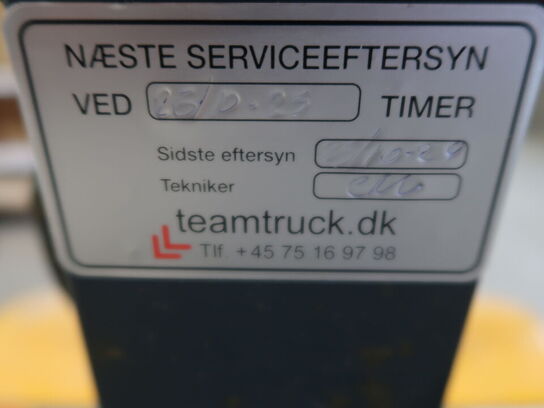 NÆSTE SERVICEEFTERSYN
VED TIMER
Sidste eftersyn
Tekniker
teamtruck.dk
Tlf. +45 75 16 97 98